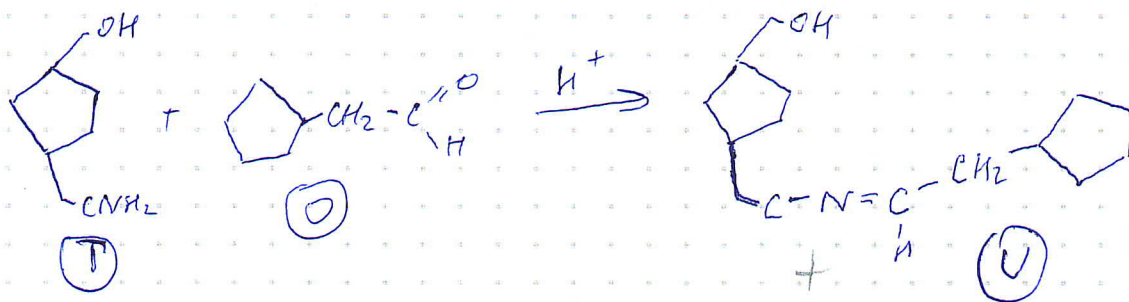 OH OH
H+
+ CH2-C=O
H
CH2
CNH2 C-N=C
H
T O + U